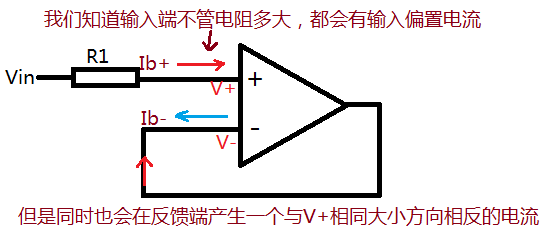 我们知道输入端不管电阻多大，都会有输入偏置电流
R1
Ib+
Vin
+
V+
Ib-
-
V-
但是同时也会在反馈端产生一个与V+相同大小方向相反的电流